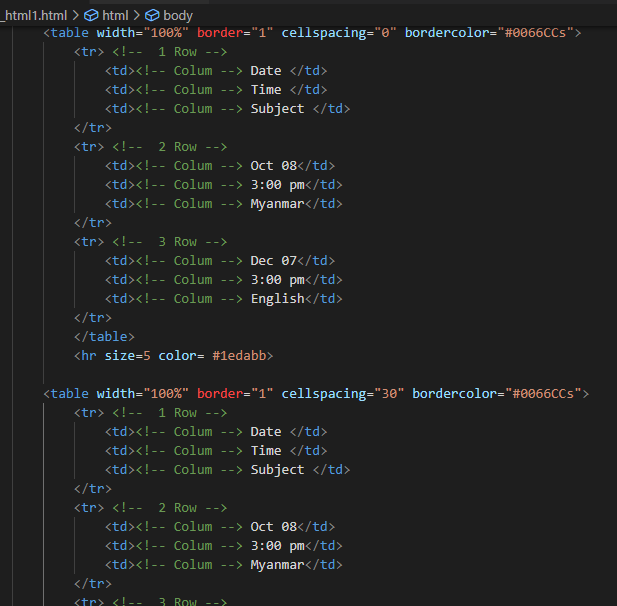 _html1.html > html > body
<table width="100%" border="1" cellspacing="0" bordercolor="#0066CCs">
<tr> <!--  1 Row -->
<td><!-- Colum --> Date </td>
<td><!-- Colum --> Time </td>
<td><!-- Colum --> Subject </td>
</tr>
<tr> <!--  2 Row -->
<td><!-- Colum --> Oct 08</td>
<td><!-- Colum --> 3:00 pm</td>
<td><!-- Colum --> Myanmar</td>
</tr>
<tr> <!--  3 Row -->
<td><!-- Colum --> Dec 07</td>
<td><!-- Colum --> 3:00 pm</td>
<td><!-- Colum --> English</td>
</tr>
</table>
<hr size=5 color= #1edabb>
<table width="100%" border="1" cellspacing="30" bordercolor="#0066CCs">
<tr> <!--  1 Row -->
<td><!-- Colum --> Date </td>
<td><!-- Colum --> Time </td>
<td><!-- Colum --> Subject </td>
</tr>
<tr> <!--  2 Row -->
<td><!-- Colum --> Oct 08</td>
<td><!-- Colum --> 3:00 pm</td>
<td><!-- Colum --> Myanmar</td>
</tr>
<tr> <!--  3 Row -->